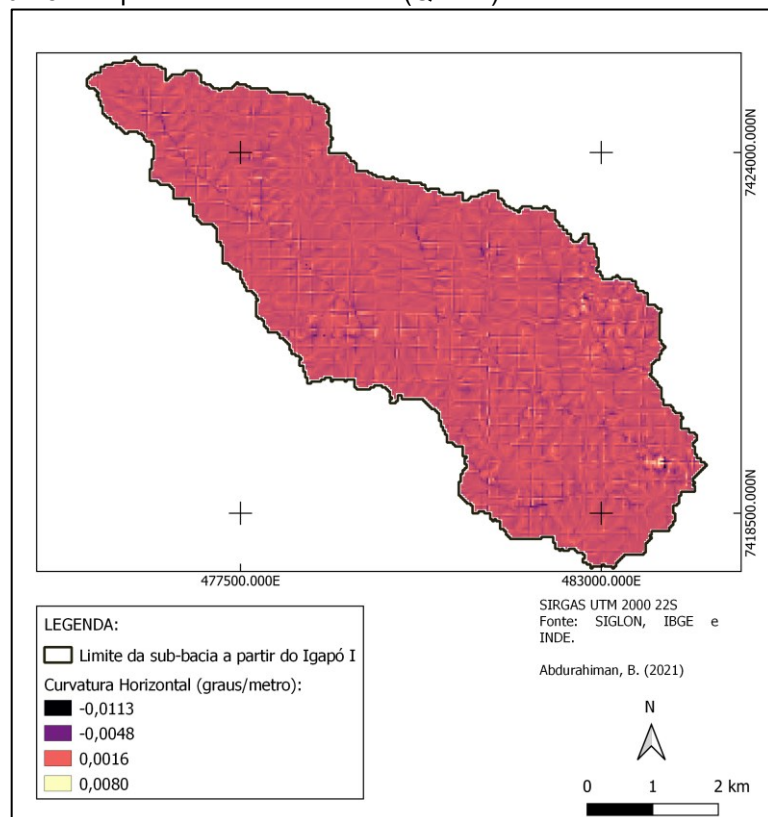 7424000.000N
7418500.000N
477500.000E
483000.000E
SIRGAS UTM 2000 22S
Fonte: SIGLON, IBGE e
INDE.
Abdurahiman, B. (2021)
LEGENDA:
Limite da sub-bacia a partir do Igapó I
Curvatura Horizontal (graus/metro):
-0,0113
-0,0048
0,0016
0,0080
N
0 1 2 km